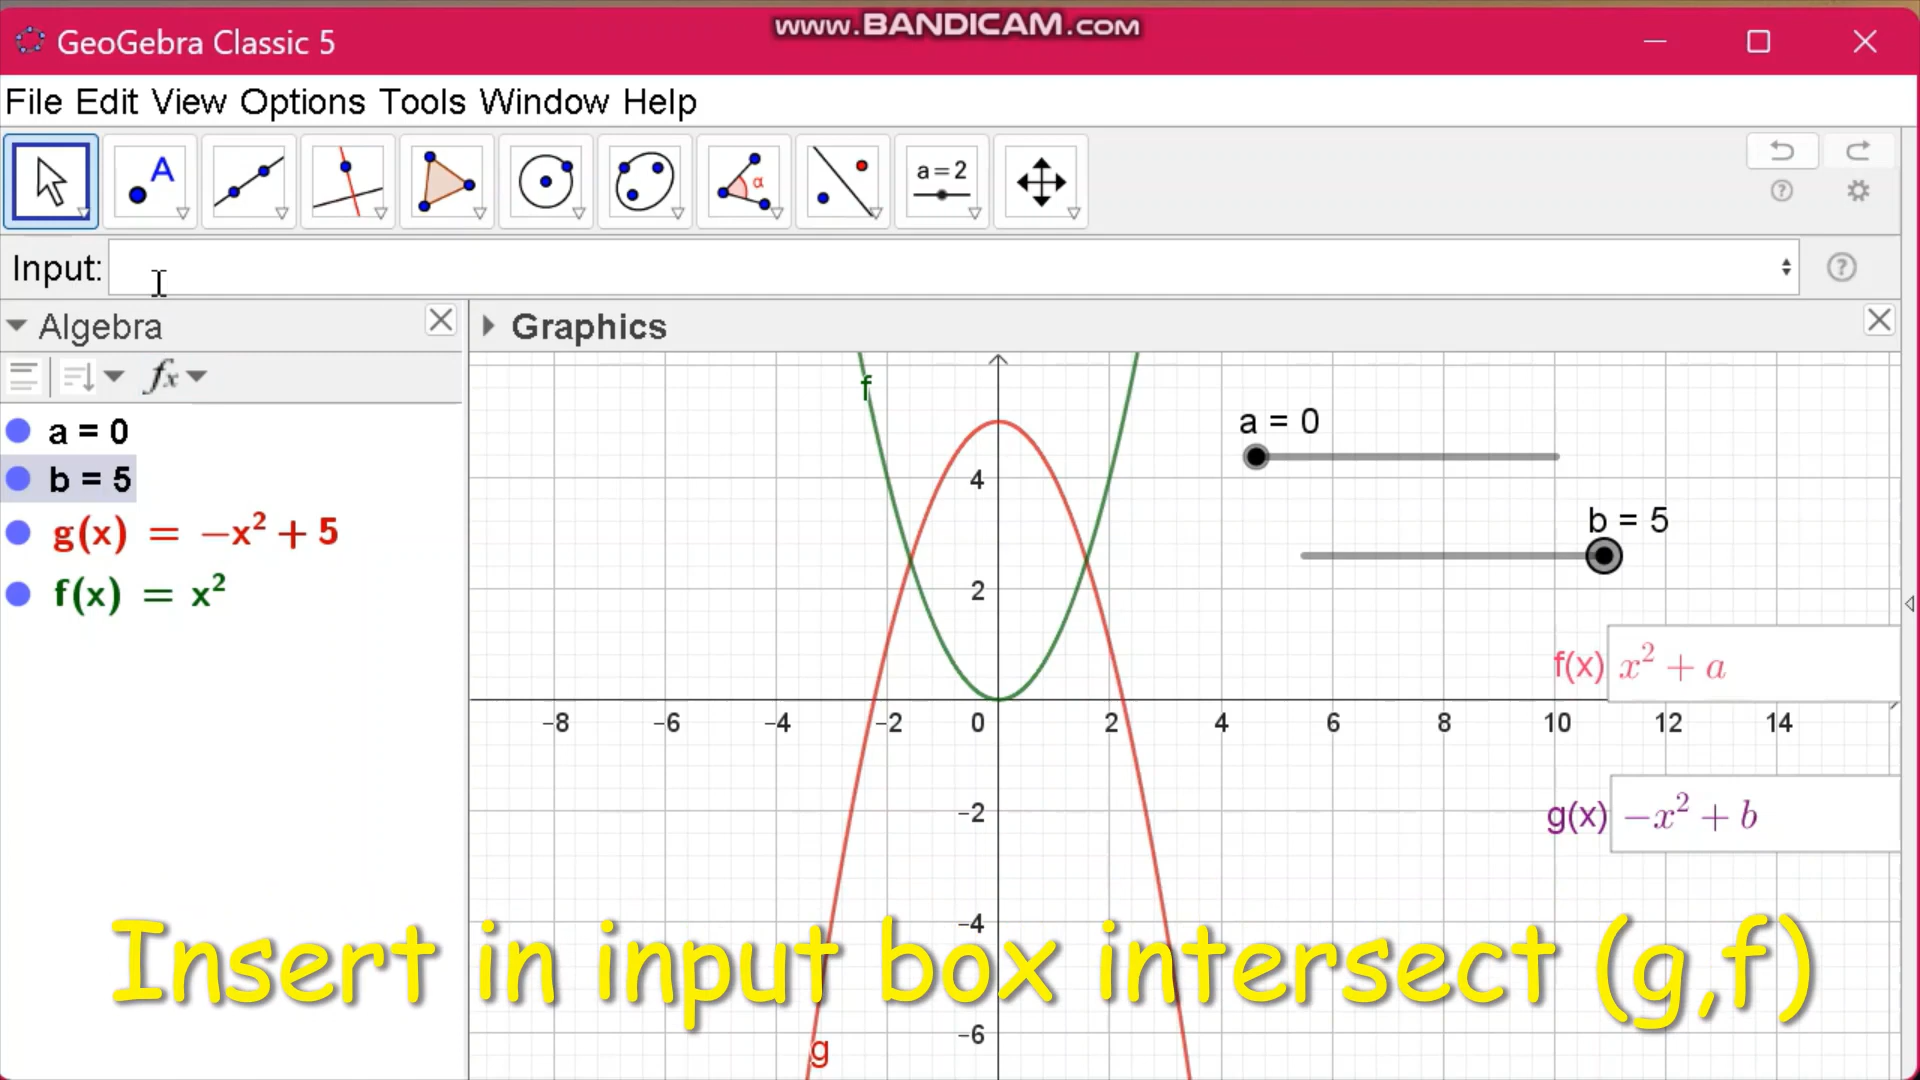 www.BANDICAM.com
GeoGebra Classic 5
File Edit View Options Tools Window Help
A
α
a = 2
Input:
Algebra
Graphics
fx
a = 0
b = 5
g(x) = −x² + 5
f(x) = x²
f
a = 0
b = 5
f(x) x² + a
g(x) −x² + b
4
2
−8 −6 −4 −2 0 2 4 6 8 10 12 14
−2
−4
−6
g
Insert in input box intersect (g,f)